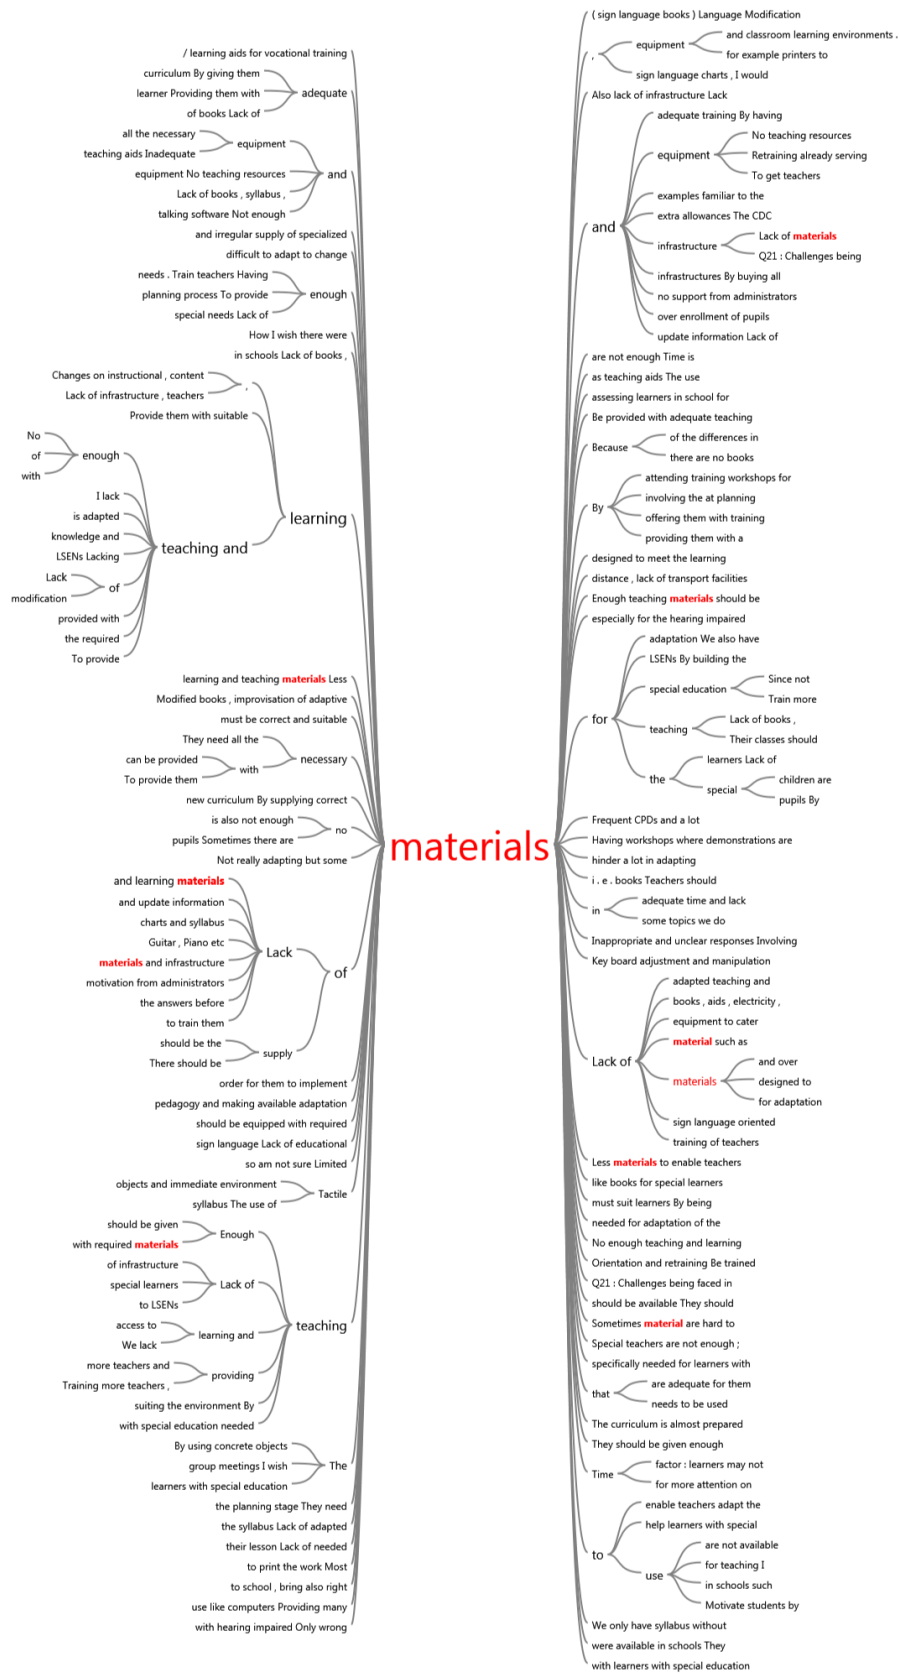 / learning aids for vocational training
curriculum By giving them
learner Providing them with
of books Lack of
adequate
all the necessary
teaching aids Inadequate
equipment
equipment No teaching resources
Lack of books , syllabus ,
talking software Not enough
and
and irregular supply of specialized
difficult to adapt to change
needs . Train teachers Having
planning process To provide
special needs Lack of
enough
How I wish there were
in schools Lack of books ,
Changes on instructional , content
Lack of infrastructure , teachers
,
Provide them with suitable
No
of
with
enough
I lack
is adapted
knowledge and
LSENs Lacking
Lack
modification
of
provided with
the required
To provide
teaching and
learning
learning and teaching materials Less
Modified books , improvisation of adaptive
must be correct and suitable
They need all the
can be provided
To provide them
with
necessary
new curriculum By supplying correct
is also not enough
pupils Sometimes there are
no
Not really adapting but some
and learning materials
and update information
charts and syllabus
Guitar , Piano etc
materials and infrastructure
motivation from administrators
the answers before
to train them
Lack
should be the
There should be
supply
of
order for them to implement
pedagogy and making available adaptation
should be equipped with required
sign language Lack of educational
so am not sure Limited
objects and immediate environment
syllabus The use of
Tactile
should be given
with required materials
Enough
of infrastructure
special learners
to LSENs
Lack of
access to
We lack
learning and
more teachers and
Training more teachers ,
providing
suiting the environment By
with special education needed
teaching
By using concrete objects
group meetings I wish
learners with special education
The
the planning stage They need
the syllabus Lack of adapted
their lesson Lack of needed
to print the work Most
to school , bring also right
use like computers Providing many
with hearing impaired Only wrong
materials
( sign language books ) Language Modification
,
equipment
and classroom learning environments .
for example printers to
sign language charts , I would
Also lack of infrastructure Lack
and
adequate training By having
equipment
No teaching resources
Retraining already serving
To get teachers
examples familiar to the
extra allowances The CDC
infrastructure
Lack of materials
Q21 : Challenges being
infrastructures By buying all
no support from administrators
over enrollment of pupils
update information Lack of
are not enough Time is
as teaching aids The use
assessing learners in school for
Be provided with adequate teaching
Because
of the differences in
there are no books
By
attending training workshops for
involving the at planning
offering them with training
providing them with a
designed to meet the learning
distance , lack of transport facilities
Enough teaching materials should be
especially for the hearing impaired
for
adaptation We also have
LSENs By building the
special education
Since not
Train more
teaching
Lack of books ,
Their classes should
the
learners Lack of
special
children are
pupils By
Frequent CPDs and a lot
Having workshops where demonstrations are
hinder a lot in adapting
i . e . books Teachers should
in
adequate time and lack
some topics we do
Inappropriate and unclear responses Involving
Key board adjustment and manipulation
Lack of
adapted teaching and
books , aids , electricity ,
equipment to cater
material such as
materials
and over
designed to
for adaptation
sign language oriented
training of teachers
Less materials to enable teachers
like books for special learners
must suit learners By being
needed for adaptation of the
No enough teaching and learning
Orientation and retraining Be trained
Q21 : Challenges being faced in
should be available They should
Sometimes material are hard to
Special teachers are not enough ;
specifically needed for learners with
that
are adequate for them
needs to be used
The curriculum is almost prepared
They should be given enough
Time
factor : learners may not
for more attention on
to
enable teachers adapt the
help learners with special
use
are not available
for teaching I
in schools such
Motivate students by
We only have syllabus without
were available in schools They
with learners with special education